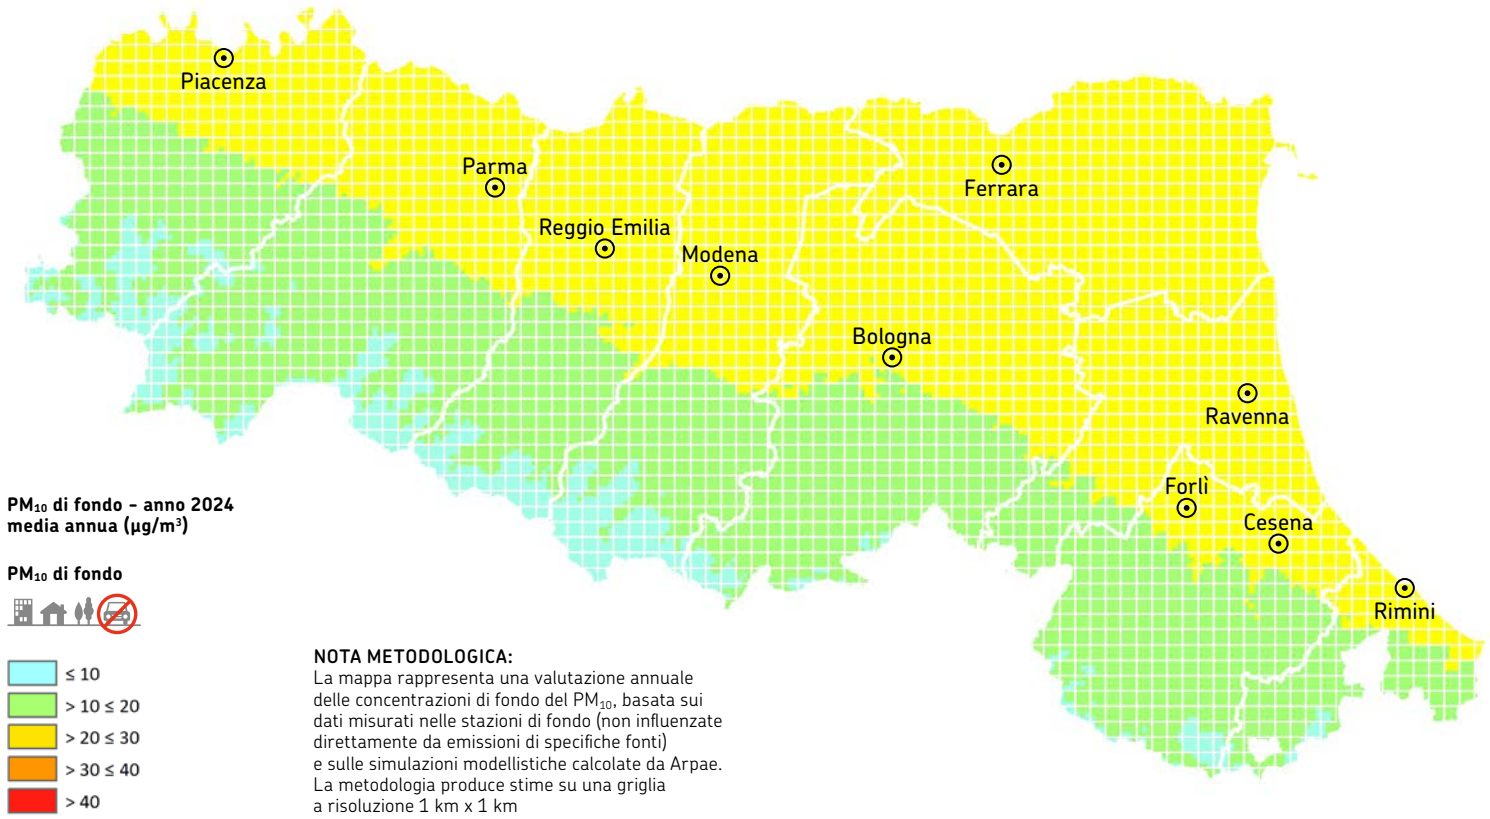 Piacenza
Parma
Ferrara
Reggio Emilia
Modena
Bologna
Ravenna
Forlì
Cesena
Rimini
PM₁₀ di fondo - anno 2024
media annua (µg/m³)
PM₁₀ di fondo
≤ 10
> 10 ≤ 20
> 20 ≤ 30
> 30 ≤ 40
> 40
NOTA METODOLOGICA:
La mappa rappresenta una valutazione annuale
delle concentrazioni di fondo del PM₁₀, basata sui
dati misurati nelle stazioni di fondo (non influenzate
direttamente da emissioni di specifiche fonti)
e sulle simulazioni modellistiche calcolate da Arpae.
La metodologia produce stime su una griglia
a risoluzione 1 km x 1 km